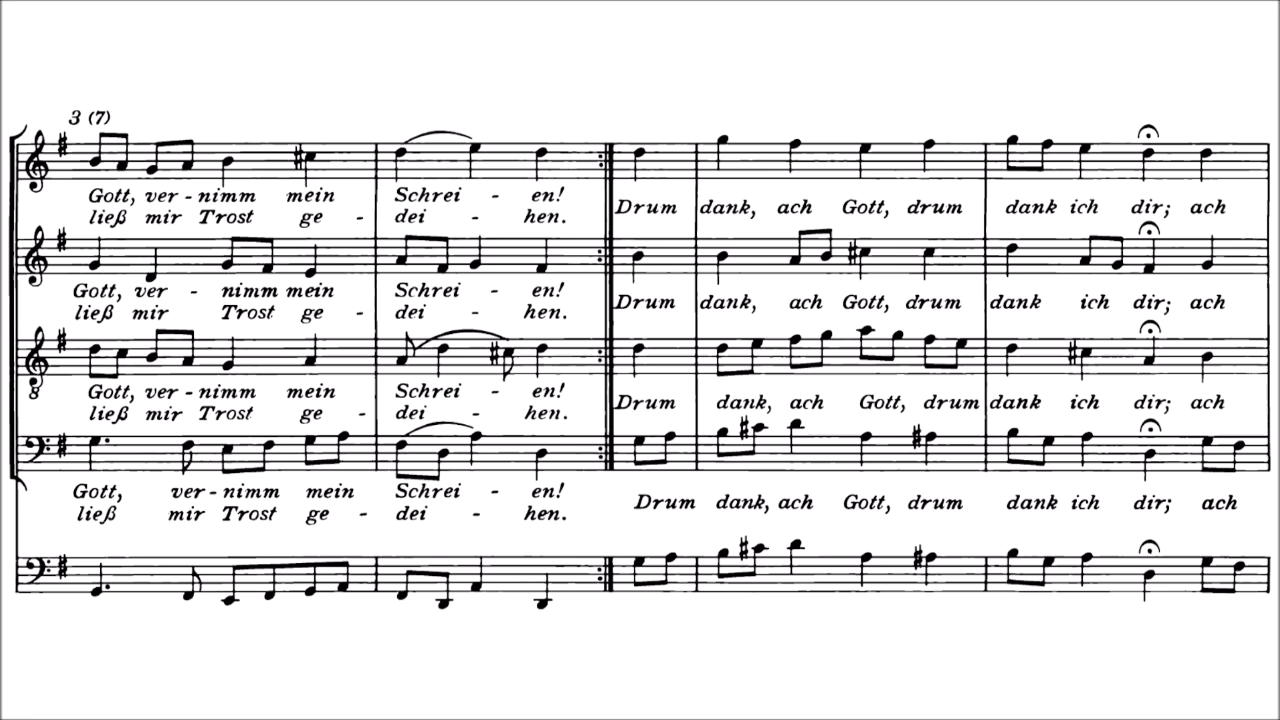 3 (7)
Gott, ver - nimm mein Schrei - en!
ließ mir Trost ge - dei - hen.
Drum dank, ach Gott, drum dank ich dir; ach
Gott, ver - nimm mein Schrei - en!
ließ mir Trost ge - dei - hen.
Drum dank, ach Gott, drum dank ich dir; ach
8
Gott, ver - nimm mein Schrei - en!
ließ mir Trost ge - dei - hen.
Drum dank, ach Gott, drum dank ich dir; ach
Gott, ver - nimm mein Schrei - en!
ließ mir Trost ge - dei - hen.
Drum dank, ach Gott, drum dank ich dir; ach